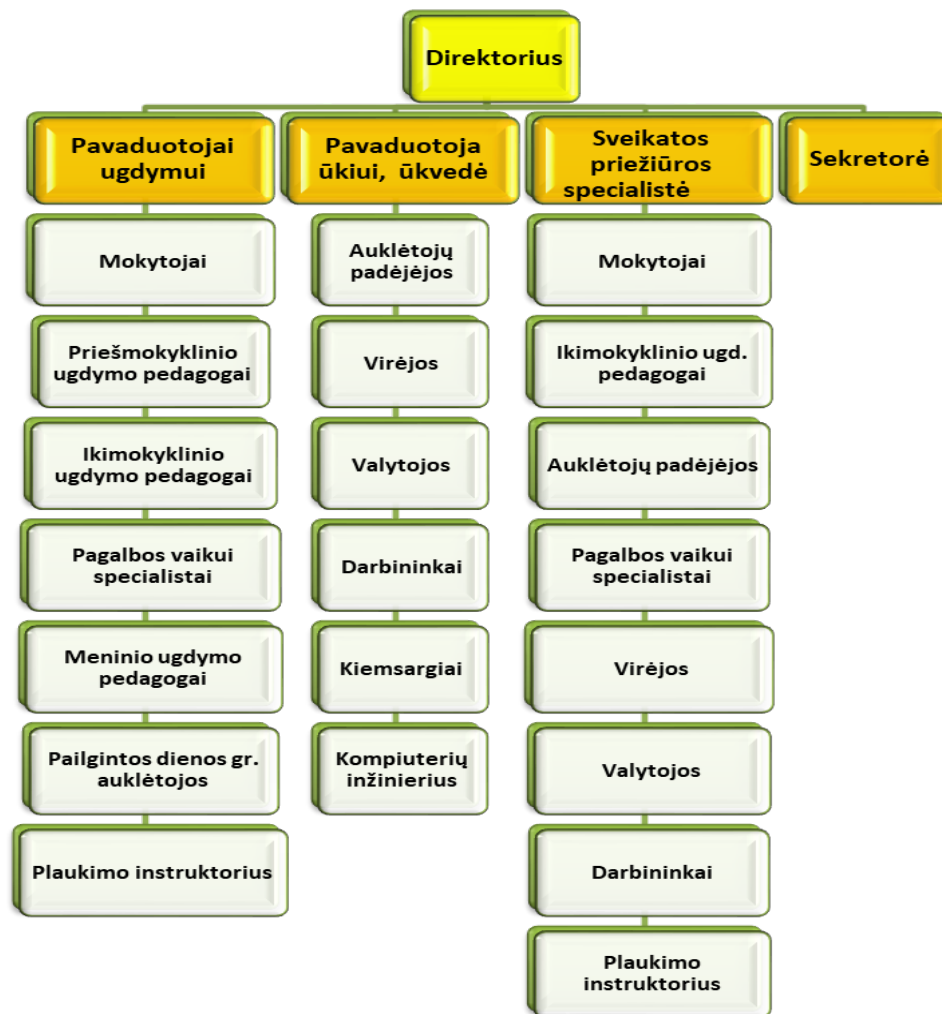 Direktorius
Pavaduotojai
ugdymui
Mokytojai
Priešmokyklinio
ugdymo pedagogai
Ikimokyklinio
ugdymo pedagogai
Pagalbos vaikui
specialistai
Meninio ugdymo
pedagogai
Pailgintos dienos gr.
auklėtojos
Plaukimo instruktorius
Pavaduotoja
ūkiui, ūkvedė
Auklėtojų
padėjėjos
Virėjos
Valytojos
Darbininkai
Kiemsargiai
Kompiuterių
inžinierius
Sveikatos
priežiūros
specialistė
Mokytojai
Ikimokyklinio ugd.
pedagogai
Auklėtojų padėjėjos
Pagalbos vaikui
specialistai
Virėjos
Valytojos
Darbininkai
Plaukimo
instruktorius
Sekretorė